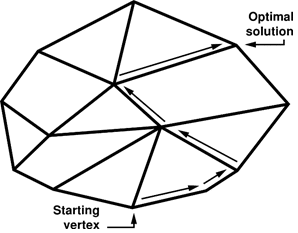 Optimal
solution
Starting
vertex